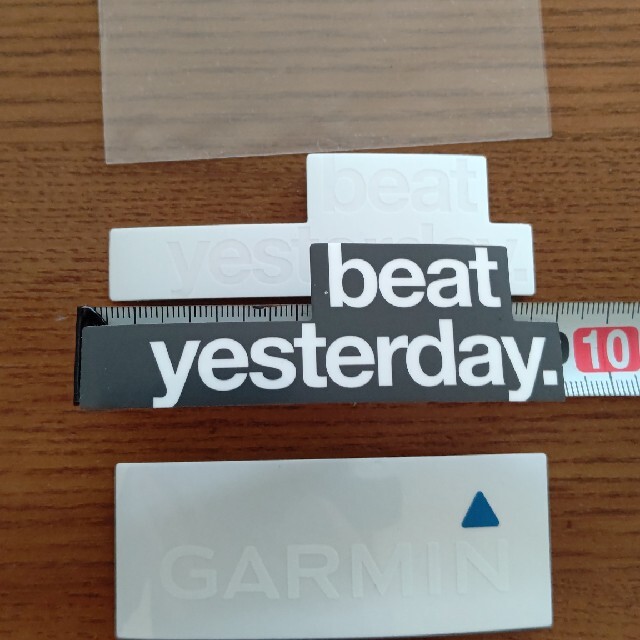 beat
yesterday.
beat
yesterday.
10
GARMIN